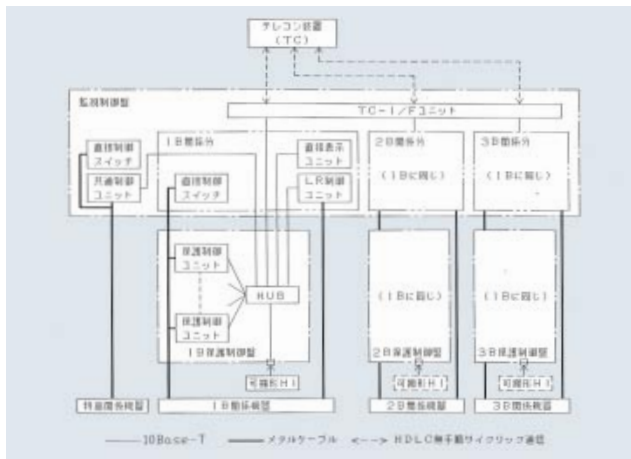 テレコン装置
(TC)
監視制御盤
TC-I/Fユニット
直接制御
スイッチ
共通制御
ユニット
1B関係分
直接制御
スイッチ
直接表示
ユニット
LR制御
ユニット
2B関係分
(1Bに同じ)
3B関係分
(1Bに同じ)
保護制御
ユニット
HUB
保護制御
ユニット
1B保護制御盤
(1Bに同じ)
2B保護制御盤
(1Bに同じ)
3B保護制御盤
可搬形HI
可搬形HI
可搬形HI
特高関係機器
1B関係機器
2B関係機器
3B関係機器
10Base-T
メタルケーブル
HDLC無手順サイクリック通信